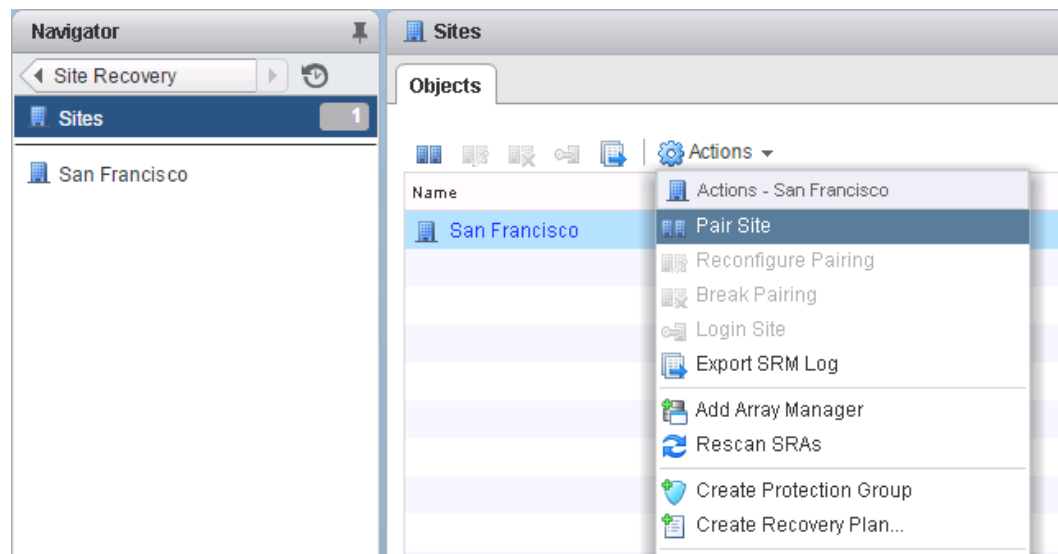 Navigator
Site Recovery
Sites 1
San Francisco
Sites
Objects
Actions
Name
San Francisco
Actions - San Francisco
Pair Site
Reconfigure Pairing
Break Pairing
Login Site
Export SRM Log
Add Array Manager
Rescan SRAs
Create Protection Group
Create Recovery Plan...